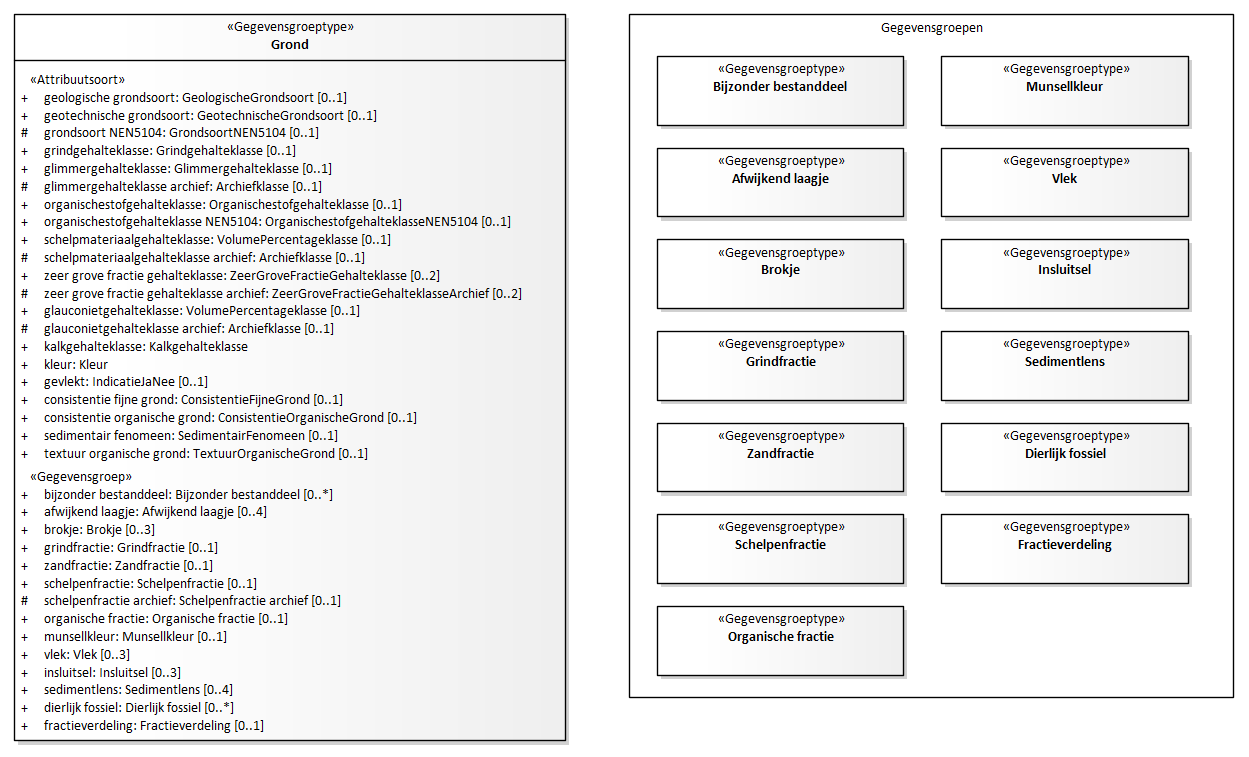 «Gegevensgroeptype»
Grond
«Attribuutsoort»
+ geologische grondsoort: GeologischeGrondsoort [0..1]
+ geotechnische grondsoort: GeotechnischeGrondsoort [0..1]
# grondsoort NEN5104: GrondsoortNEN5104 [0..1]
+ grindgehalteklasse: Grindgehalteklasse [0..1]
+ glimmergehalteklasse: Glimmergehalteklasse [0..1]
# glimmergehalteklasse archief: Archiefklasse [0..1]
+ organischestofgehalteklasse: Organischestofgehalteklasse [0..1]
+ organischestofgehalteklasse NEN5104: OrganischestofgehalteklasseNEN5104 [0..1]
+ schelpmateriaalgehalteklasse: VolumePercentageklasse [0..1]
# schelpmateriaalgehalteklasse archief: Archiefklasse [0..1]
+ zeer grove fractie gehalteklasse: ZeerGroveFractieGehalteklasse [0..2]
# zeer grove fractie gehalteklasse archief: ZeerGroveFractieGehalteklasseArchief [0..2]
+ glauconietgehalteklasse: VolumePercentageklasse [0..1]
# glauconietgehalteklasse archief: Archiefklasse [0..1]
+ kalkgehalteklasse: Kalkgehalteklasse
+ kleur: Kleur
+ gevlekt: IndicatieJaNee [0..1]
+ consistentie fijne grond: ConsistentieFijneGrond [0..1]
+ consistentie organische grond: ConsistentieOrganischeGrond [0..1]
+ sedimentair fenomeen: SedimentairFenomeen [0..1]
+ textuur organische grond: TextuurOrganischeGrond [0..1]
«Gegevensgroep»
+ bijzonder bestanddeel: Bijzonder bestanddeel [0..*]
+ afwijkend laagje: Afwijkend laagje [0..4]
+ brokje: Brokje [0..3]
+ grindfractie: Grindfractie [0..1]
+ zandfractie: Zandfractie [0..1]
+ schelpenfractie: Schelpenfractie [0..1]
# schelpenfractie archief: Schelpenfractie archief [0..1]
+ organische fractie: Organische fractie [0..1]
+ munsellkleur: Munsellkleur [0..1]
+ vlek: Vlek [0..3]
+ insluitsel: Insluitsel [0..3]
+ sedimentlens: Sedimentlens [0..4]
+ dierlijk fossiel: Dierlijk fossiel [0..*]
+ fractieverdeling: Fractieverdeling [0..1]
Gegevensgroepen
«Gegevensgroeptype»
Bijzonder bestanddeel
«Gegevensgroeptype»
Munsellkleur
«Gegevensgroeptype»
Afwijkend laagje
«Gegevensgroeptype»
Vlek
«Gegevensgroeptype»
Brokje
«Gegevensgroeptype»
Insluitsel
«Gegevensgroeptype»
Grindfractie
«Gegevensgroeptype»
Sedimentlens
«Gegevensgroeptype»
Zandfractie
«Gegevensgroeptype»
Dierlijk fossiel
«Gegevensgroeptype»
Schelpenfractie
«Gegevensgroeptype»
Fractieverdeling
«Gegevensgroeptype»
Organische fractie